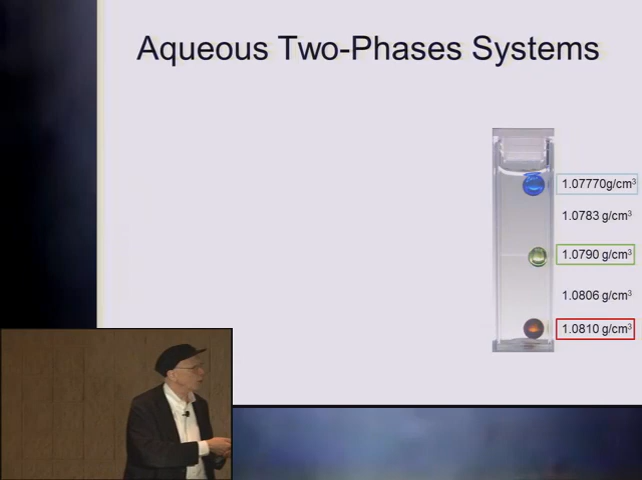 Aqueous Two-Phases Systems
1.07770g/cm³
1.0783 g/cm³
1.0790 g/cm³
1.0806 g/cm³
1.0810 g/cm³